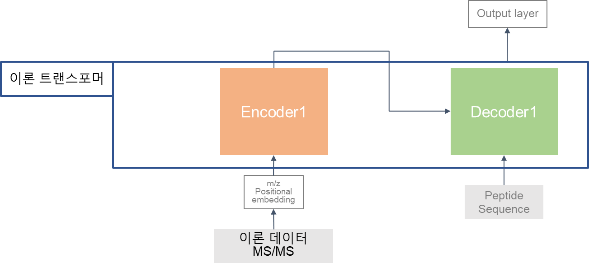 Output layer
이론 트랜스포머
Encoder1
Decoder1
m/z
Positional
embedding
Peptide
Sequence
이론 데이터
MS/MS